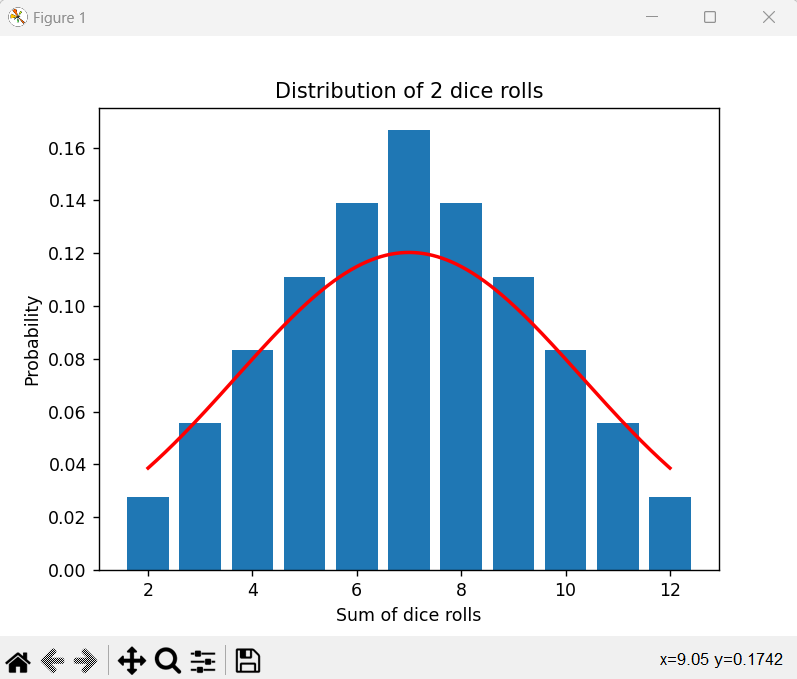 Figure 1
Distribution of 2 dice rolls
Probability
0.16
0.14
0.12
0.10
0.08
0.06
0.04
0.02
0.00
2 4 6 8 10 12
Sum of dice rolls
x=9.05 y=0.1742